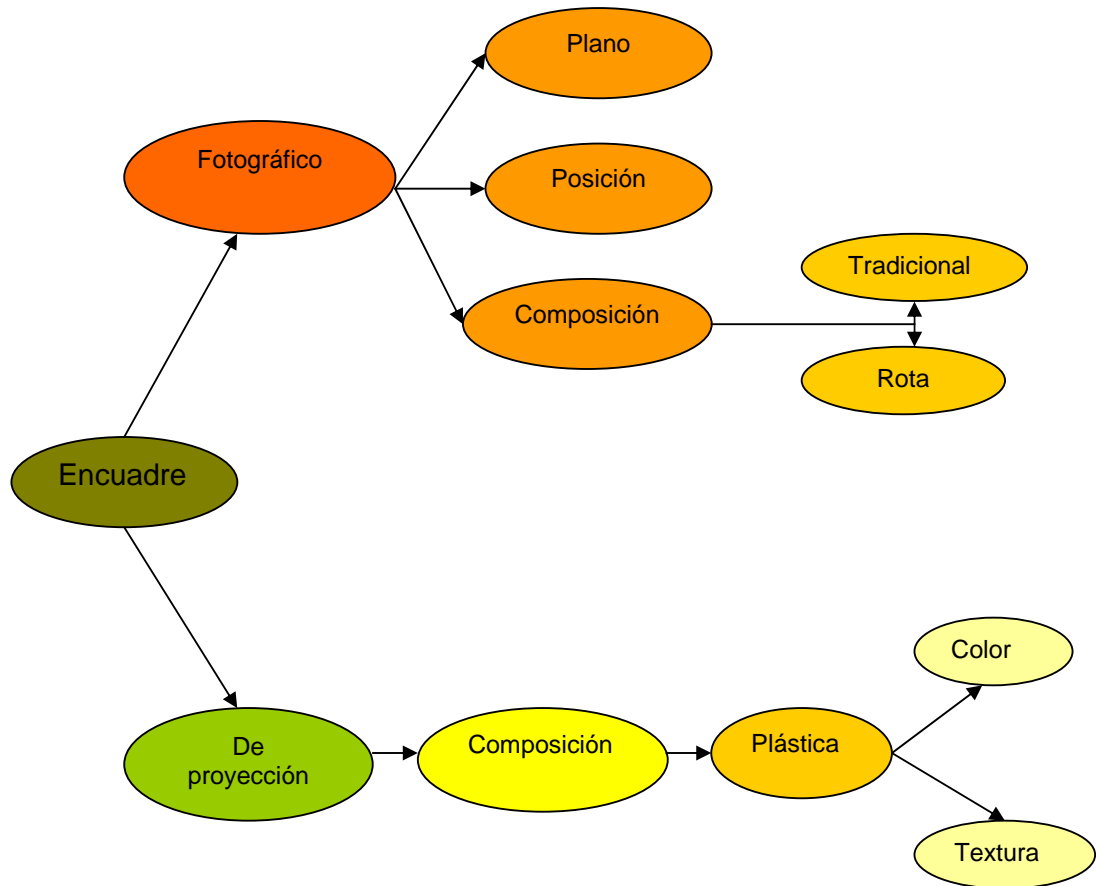 Plano
Fotográfico
Posición
Tradicional
Composición
Rota
Encuadre
Color
De
proyección
Composición
Plástica
Textura